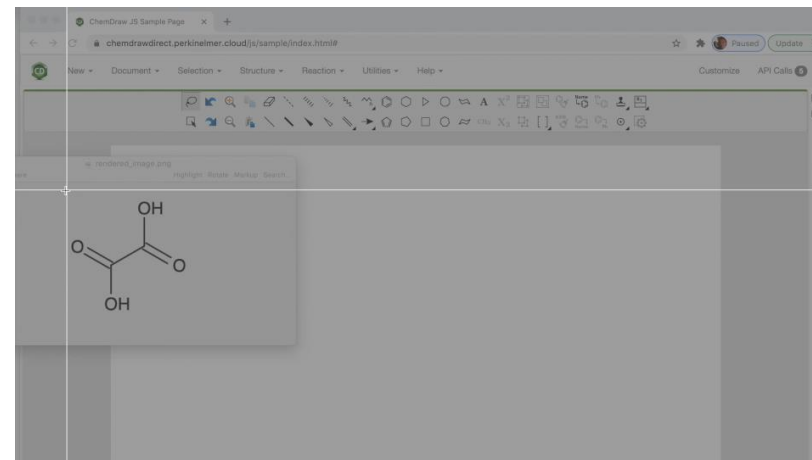 ChemDraw JS Sample Page
chemdrawdirect.perkinelmer.cloud/js/sample/index.html#
Paused
Update
New
Document
Selection
Structure
Reaction
Utilities
Help
Customize
API Calls
A
rendered_image.png
Highlight Rotate Markup Search...
OH
O
O
OH